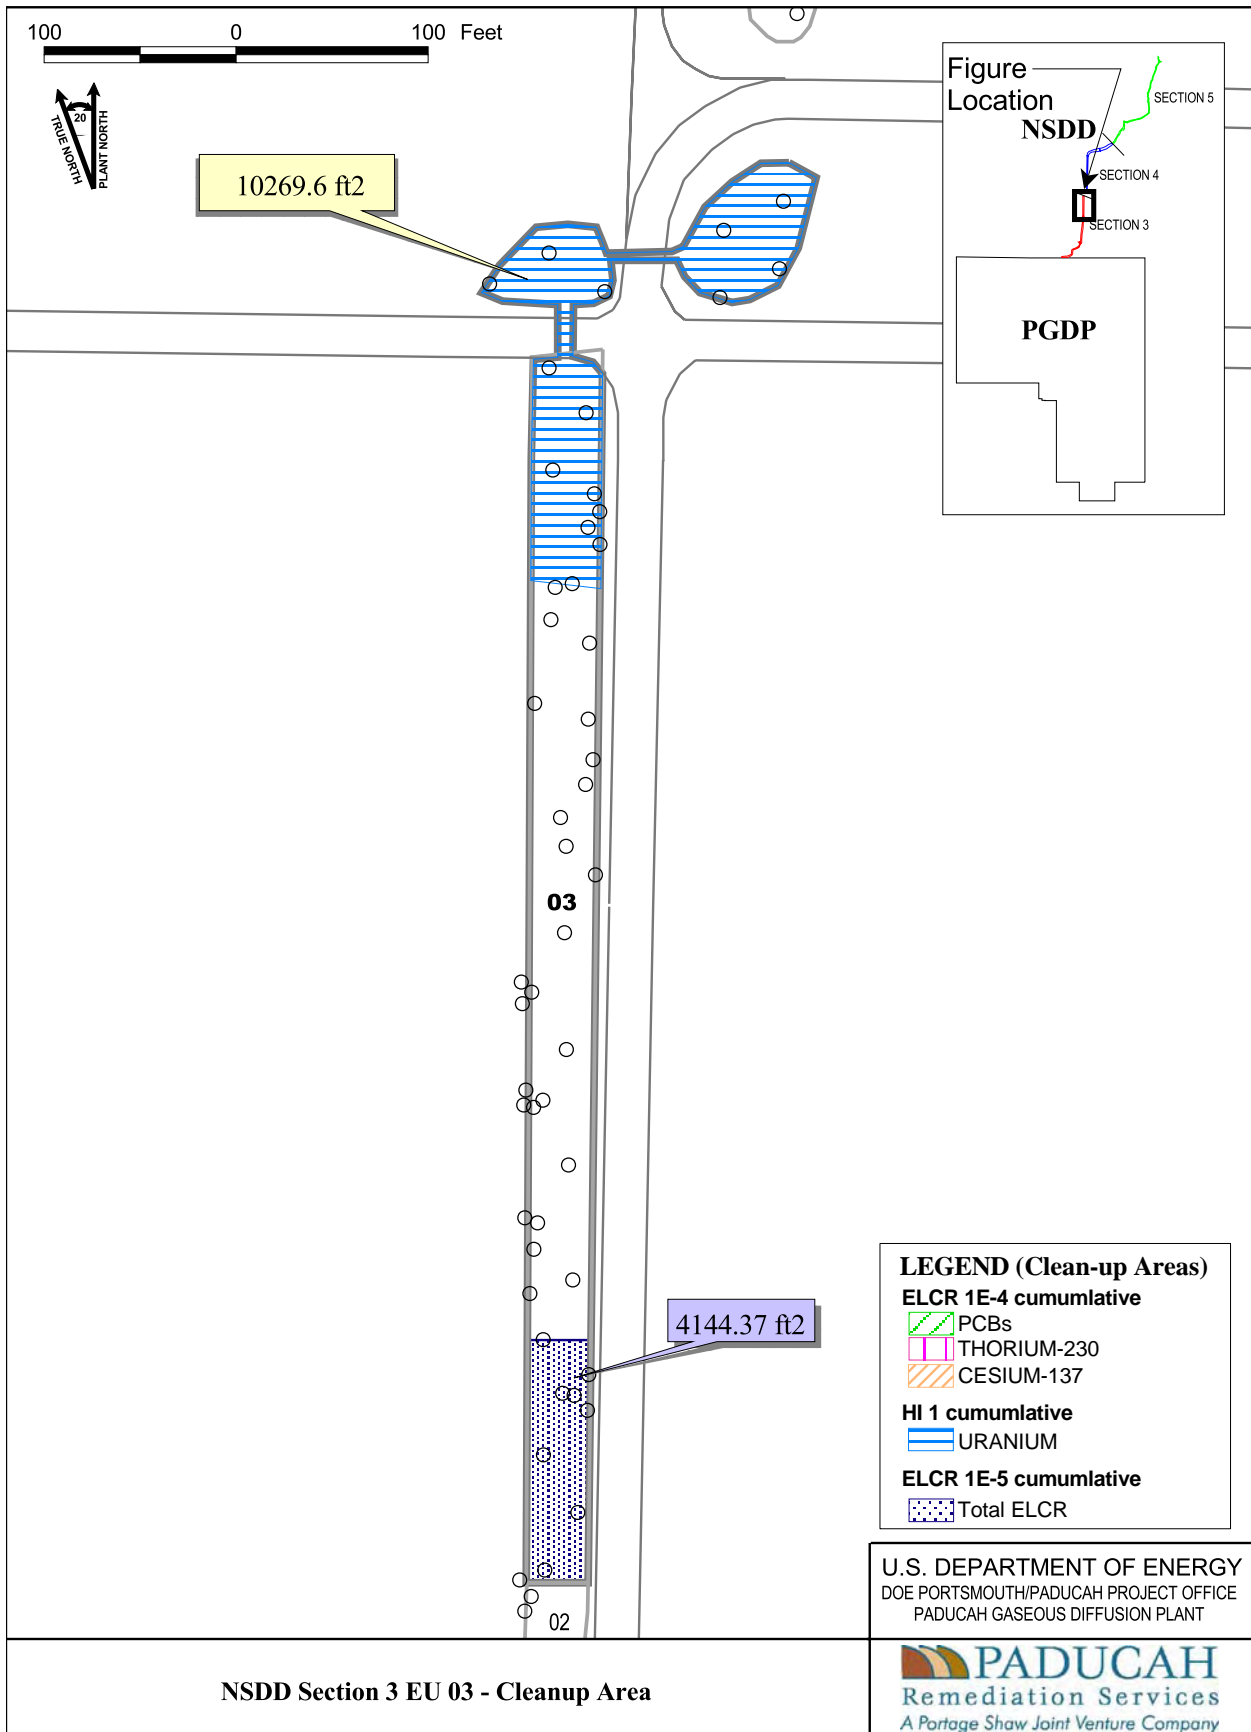 100 0 100 Feet
20
TRUE NORTH
PLANT NORTH
10269.6 ft2
Figure
Location
SECTION 5
NSDD
SECTION 4
SECTION 3
PGDP
03
4144.37 ft2
LEGEND (Clean-up Areas)
ELCR 1E-4 cumumlative
PCBs
THORIUM-230
CESIUM-137
HI 1 cumumlative
URANIUM
ELCR 1E-5 cumumlative
Total ELCR
02
U.S. DEPARTMENT OF ENERGY
DOE PORTSMOUTH/PADUCAH PROJECT OFFICE
PADUCAH GASEOUS DIFFUSION PLANT
NSDD Section 3 EU 03 - Cleanup Area
PADUCAH
Remediation Services
A Portage Shaw Joint Venture Company